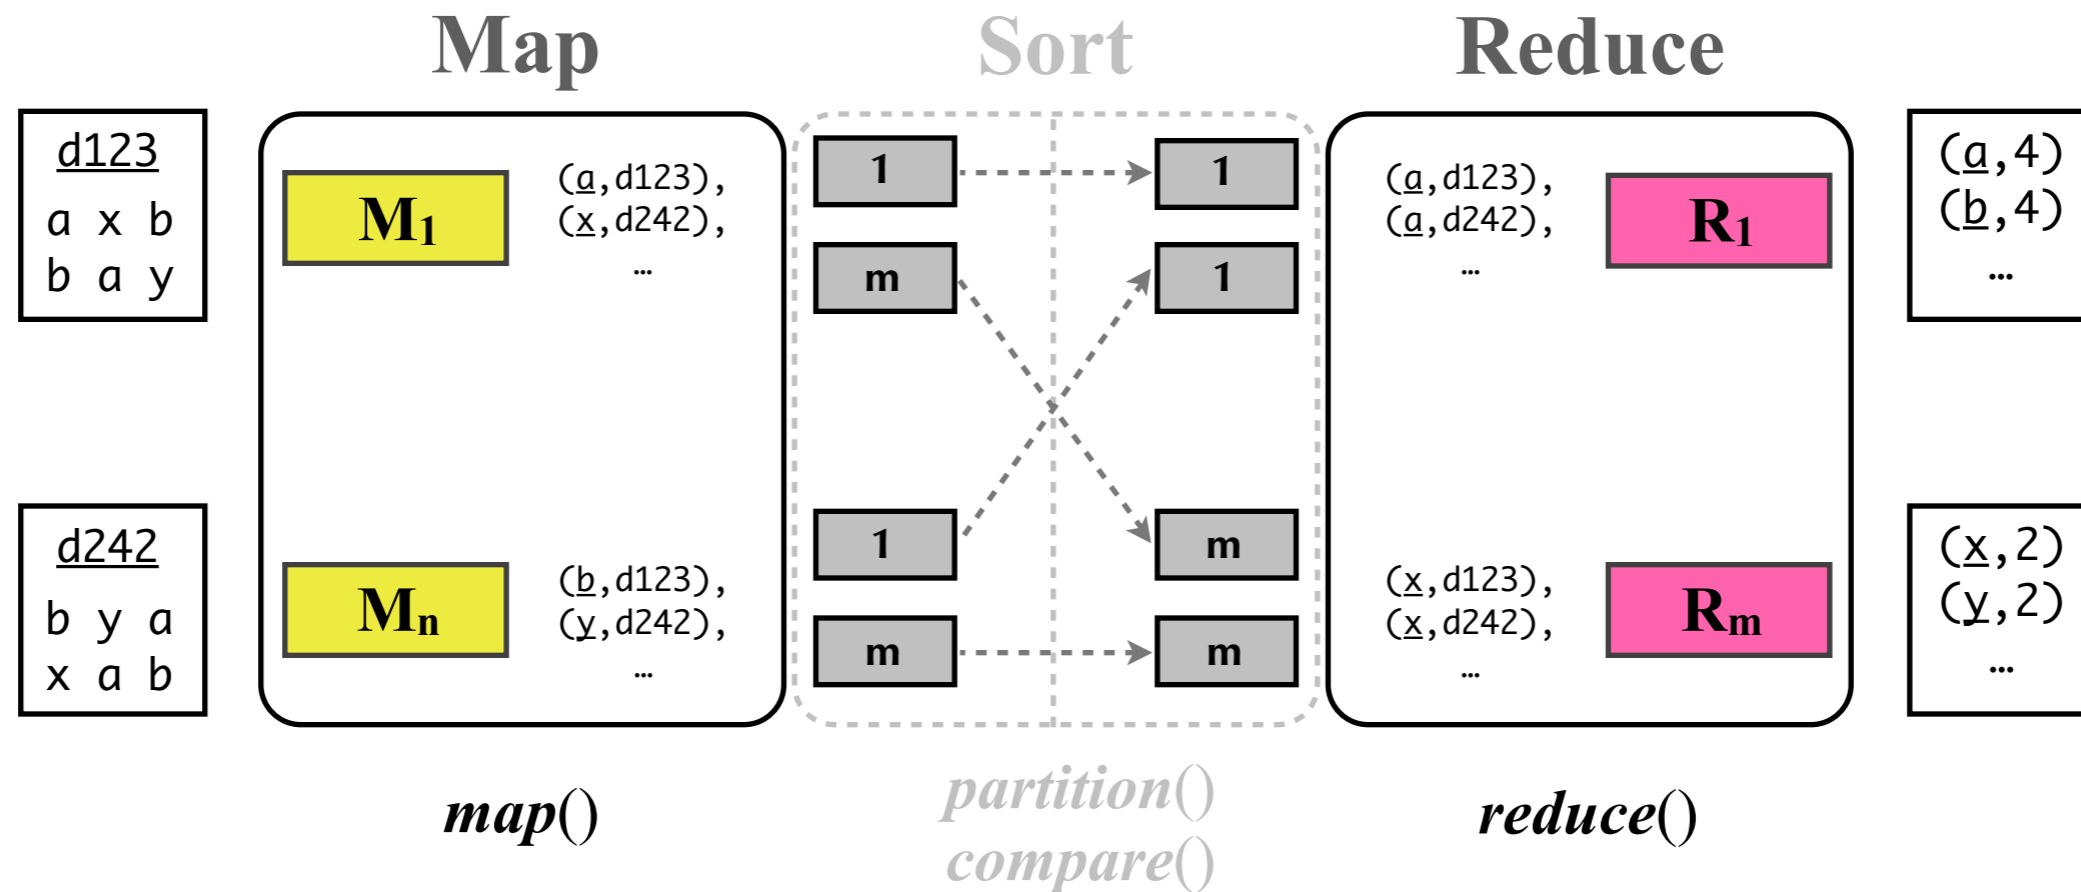 Map
Sort
Reduce
d123
a x b
b a y
M1
(a,d123),
(x,d242),
…
1
m
1
1
(a,d123),
(a,d242),
…
R1
(a,4)
(b,4)
…
d242
b y a
x a b
Mn
(b,d123),
(y,d242),
…
1
m
m
m
(x,d123),
(x,d242),
…
Rm
(x,2)
(y,2)
…
map()
partition()
compare()
reduce()